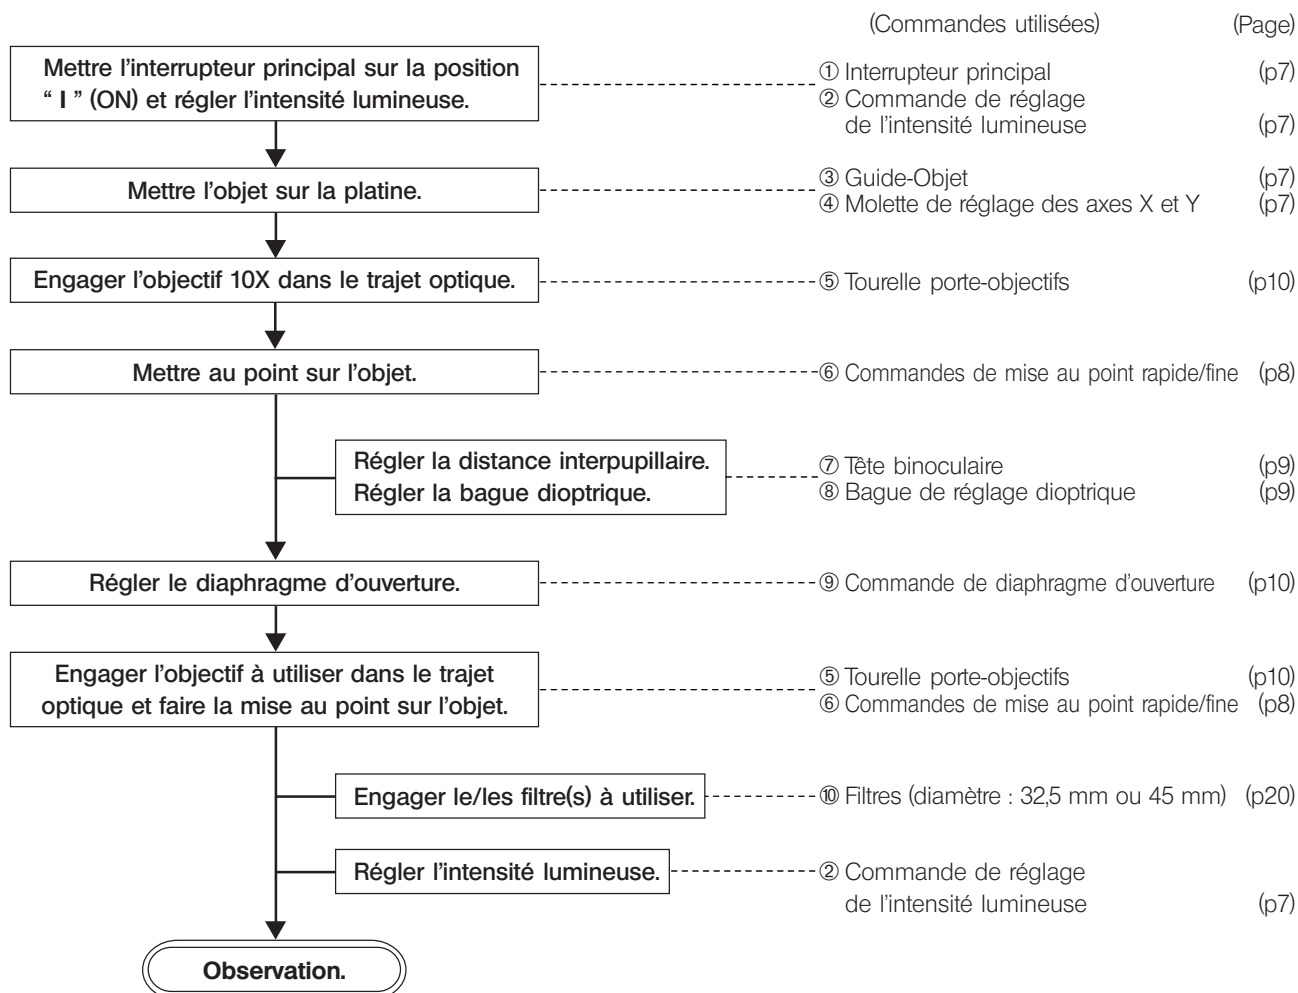 (Commandes utilisées) (Page)
Mettre l’interrupteur principal sur la position
“ I ” (ON) et régler l’intensité lumineuse.
① Interrupteur principal (p7)
② Commande de réglage
de l’intensité lumineuse (p7)
Mettre l’objet sur la platine.
③ Guide-Objet (p7)
④ Molette de réglage des axes X et Y (p7)
Engager l’objectif 10X dans le trajet optique.
⑤ Tourelle porte-objectifs (p10)
Mettre au point sur l’objet.
⑥ Commandes de mise au point rapide/fine (p8)
Régler la distance interpupillaire.
Régler la bague dioptrique.
⑦ Tête binoculaire (p9)
⑧ Bague de réglage dioptrique (p9)
Régler le diaphragme d’ouverture.
⑨ Commande de diaphragme d’ouverture (p10)
Engager l’objectif à utiliser dans le trajet
optique et faire la mise au point sur l’objet.
⑤ Tourelle porte-objectifs (p10)
⑥ Commandes de mise au point rapide/fine (p8)
Engager le/les filtre(s) à utiliser.
⑩ Filtres (diamètre : 32,5 mm ou 45 mm) (p20)
Régler l’intensité lumineuse.
② Commande de réglage
de l’intensité lumineuse (p7)
Observation.